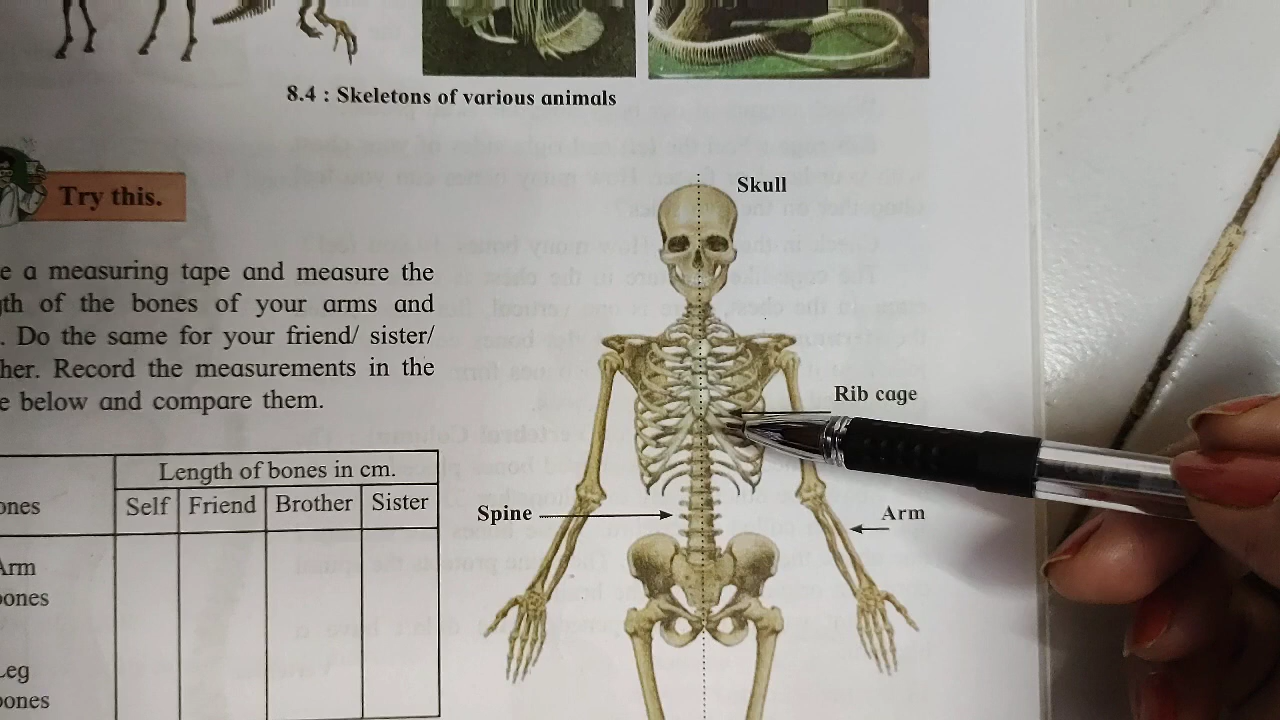 8.4 : Skeletons of various animals
Try this.
e a measuring tape and measure the
gth of the bones of your arms and
. Do the same for your friend/ sister/
her. Record the measurements in the
e below and compare them.
Length of bones in cm.
ones Self Friend Brother Sister
Arm
bones
Leg
bones
Skull
Rib cage
Spine
Arm